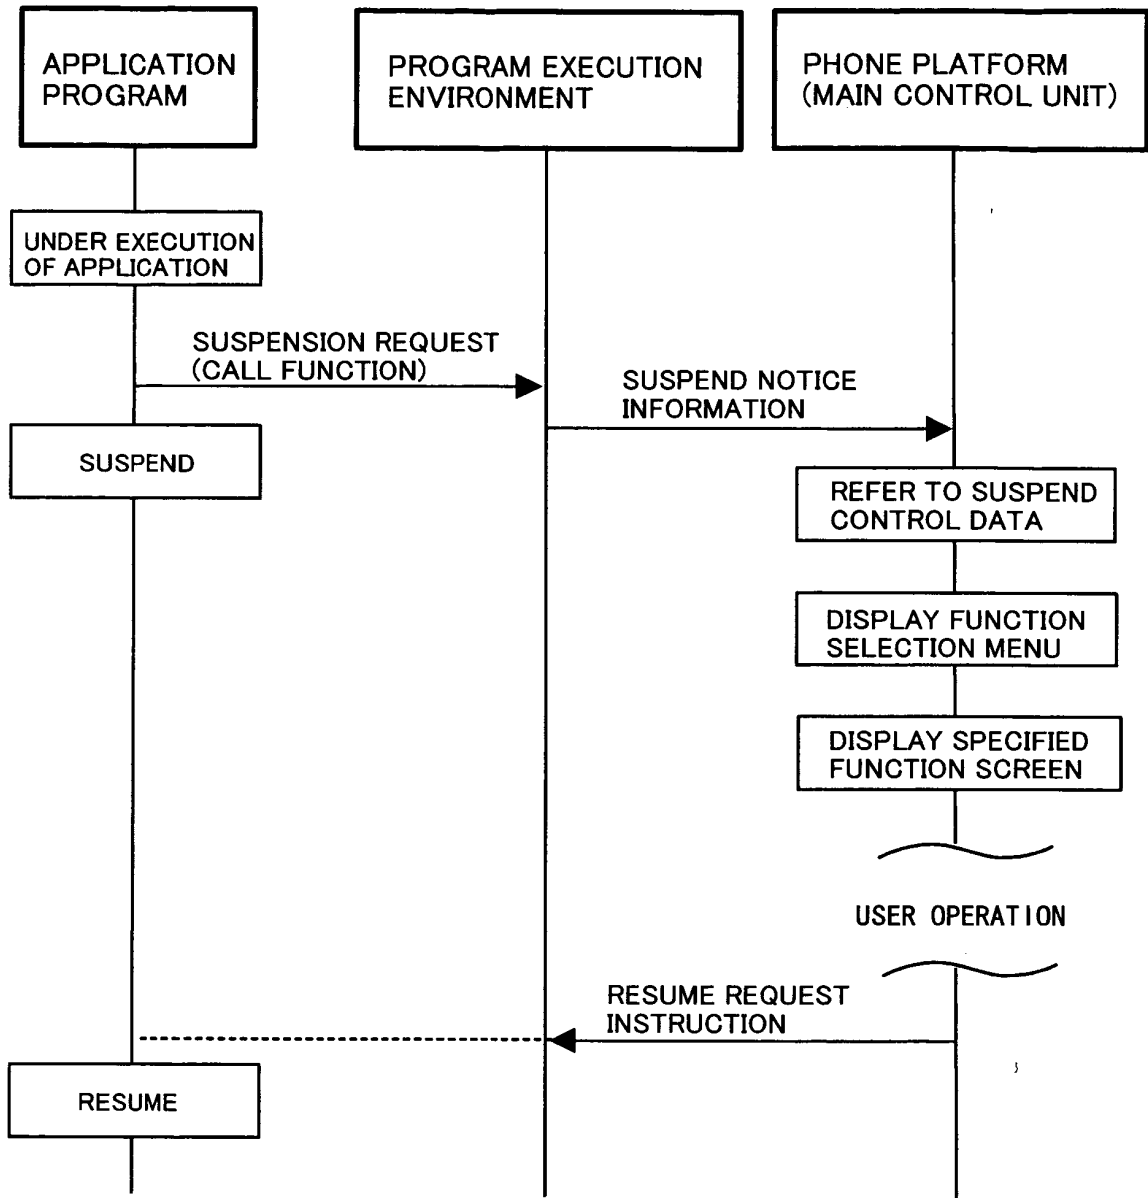 APPLICATION
PROGRAM
PROGRAM EXECUTION
ENVIRONMENT
PHONE PLATFORM
(MAIN CONTROL UNIT)
UNDER EXECUTION
OF APPLICATION
SUSPENSION REQUEST
(CALL FUNCTION)
SUSPEND NOTICE
INFORMATION
SUSPEND
REFER TO SUSPEND
CONTROL DATA
DISPLAY FUNCTION
SELECTION MENU
DISPLAY SPECIFIED
FUNCTION SCREEN
USER OPERATION
RESUME REQUEST
INSTRUCTION
RESUME